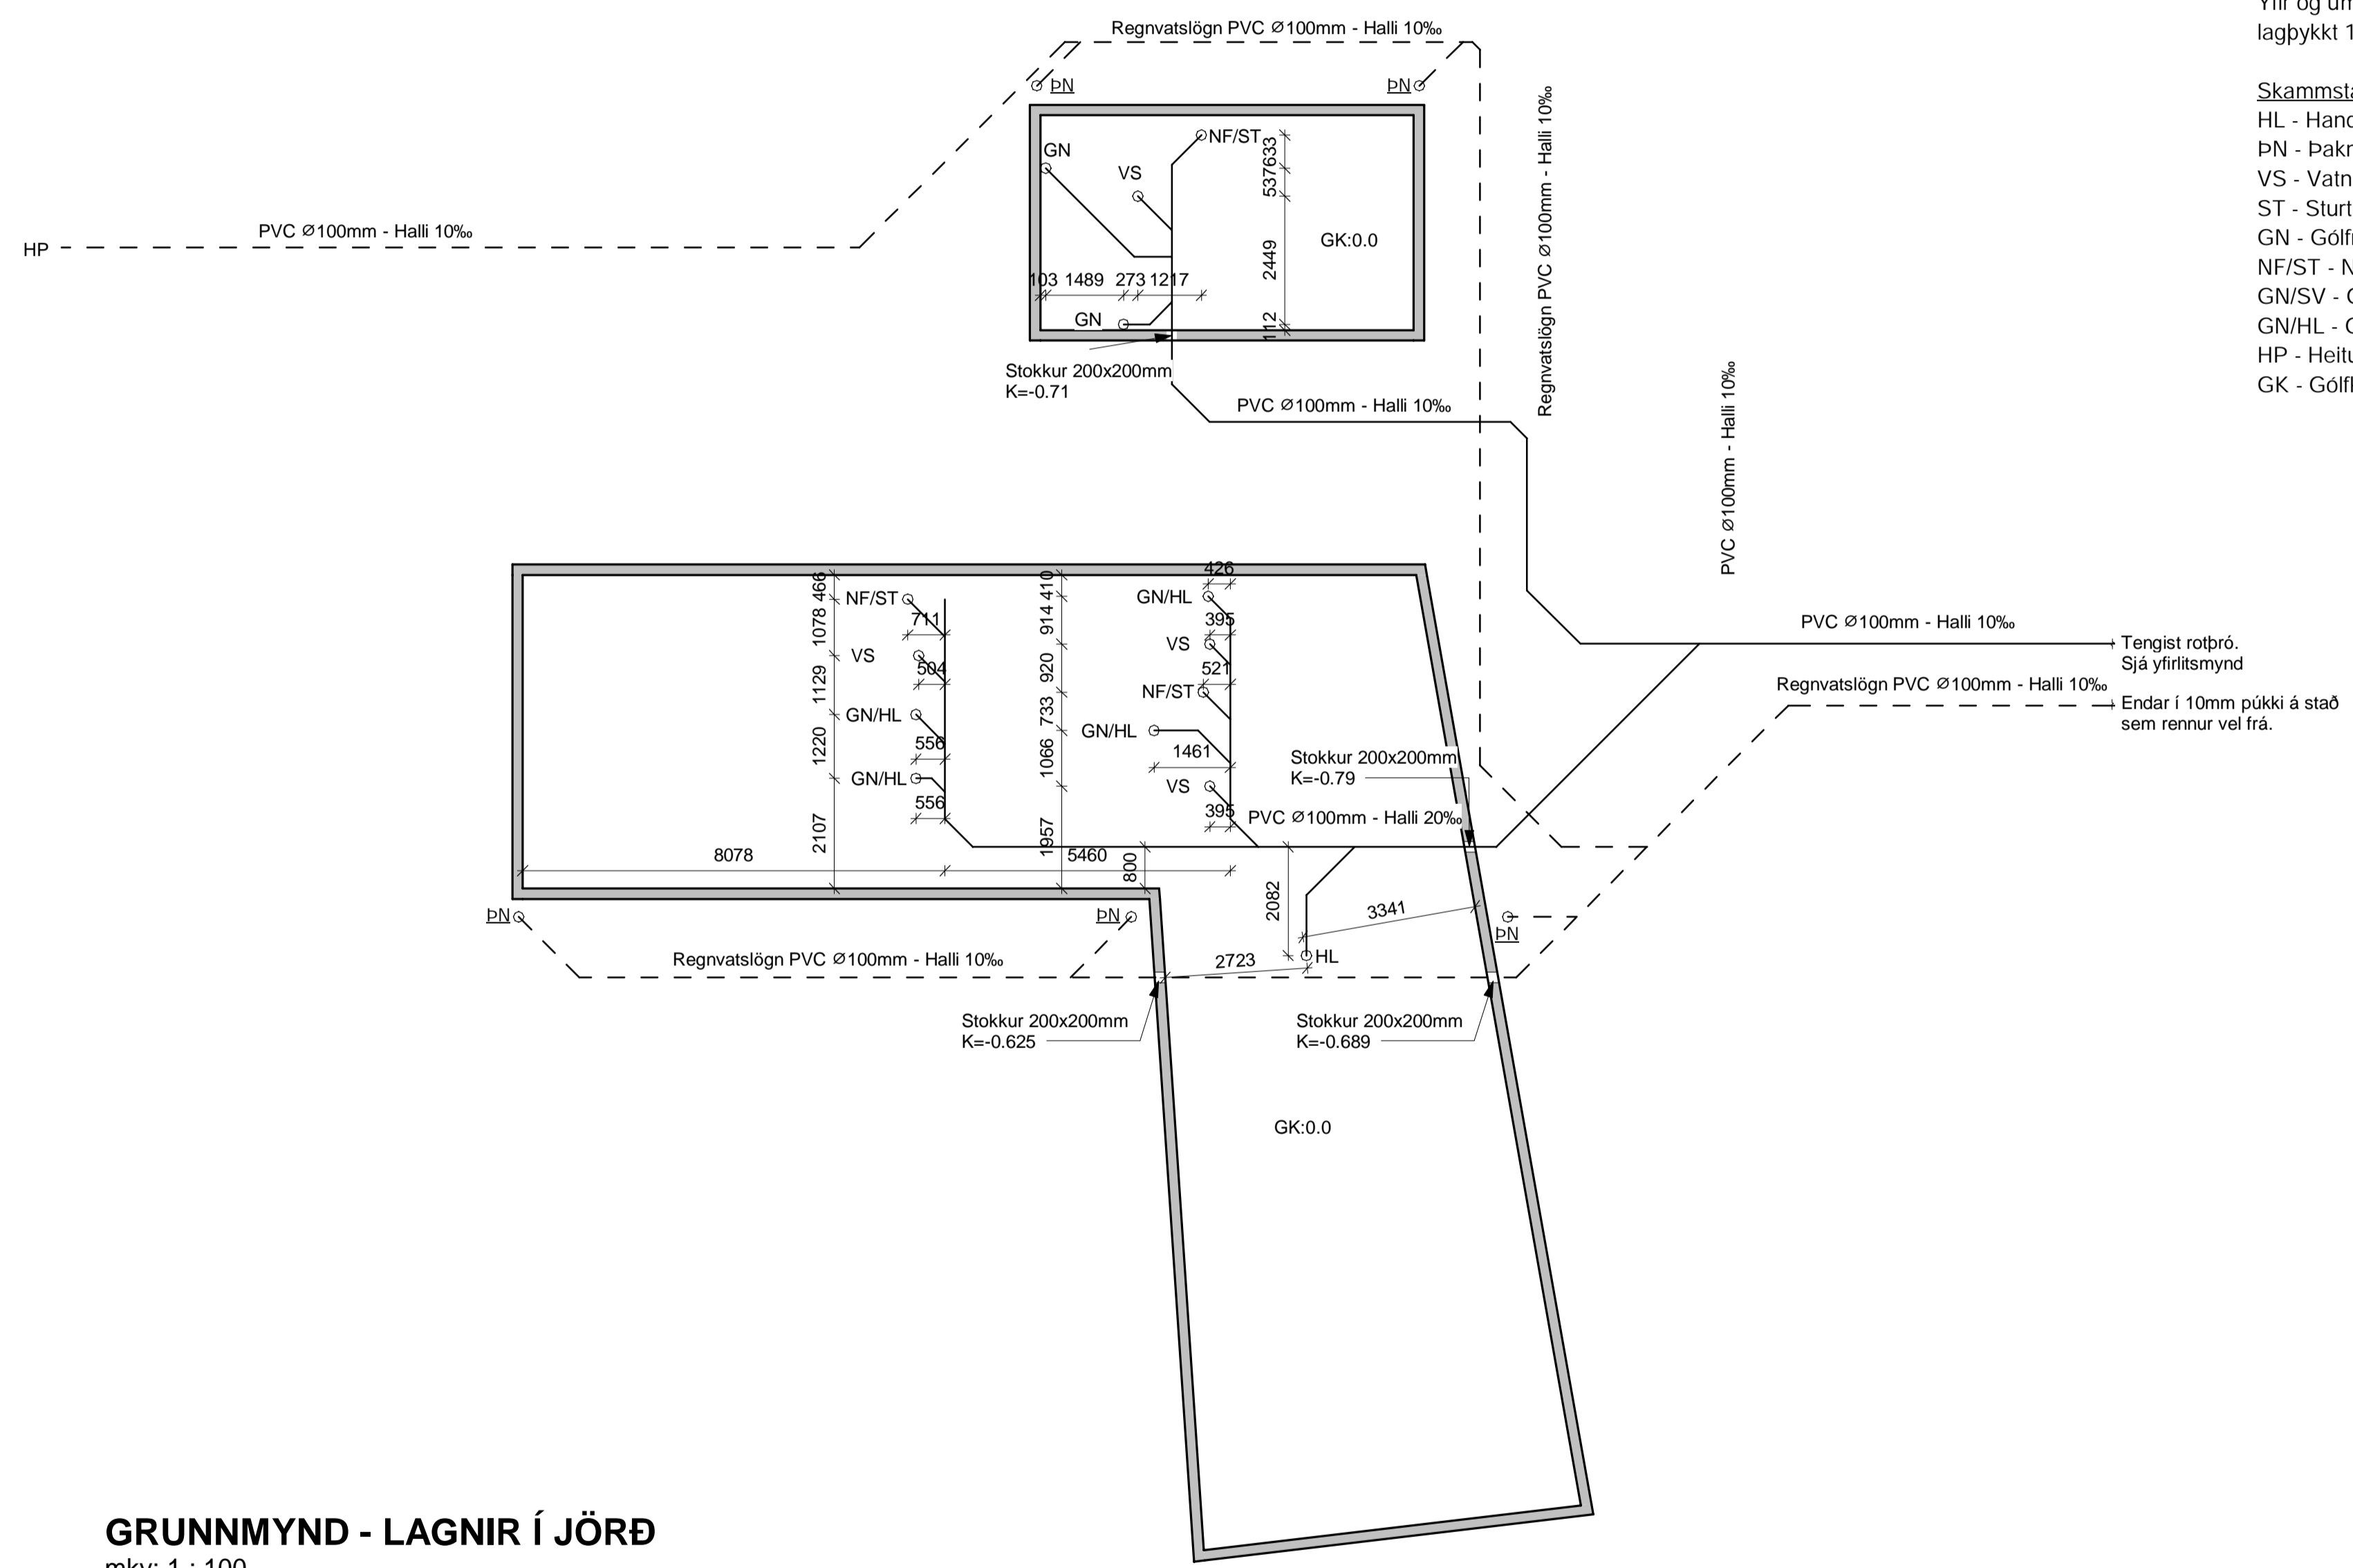 Regnvatslögn PVC Ø100mm - Halli 10‰
ÞN
ÞN
NF/ST
GN
VS
633
537
2449
112
GK:0.0
103 1489 273 1217
GN
Stokkur 200x200mm
K=-0.71
PVC Ø100mm - Halli 10‰
HP
PVC Ø100mm - Halli 10‰
Regnvatslögn PVC Ø100mm - Halli 10‰
PVC Ø100mm - Halli 10‰
Yfir og
Skammst
HL - Hand
ÞN - Þak
VS - Vatn
ST - Sturt
GN - Gólf
NF/ST - N
GN/SV -
GN/HL -
HP - Heit
GK - Gólf
PVC Ø100mm - Halli 10‰
Tengist rotþró.
Sjá yfirlitsmynd
Regnvatslögn PVC Ø100mm - Halli 10‰
Endar í 10mm púkki á stað
sem rennur vel frá.
466
1078
1129
1220
2107
NF/ST
711
VS
504
GN/HL
556
GN/HL
556
410
914
920
733
1066
1957
426
GN/HL
395
VS
521
NF/ST
GN/HL
1461
VS
395
Stokkur 200x200mm
K=-0.79
PVC Ø100mm - Halli 20‰
8078
5460
800
2082
3341
2723
HL
ÞN
ÞN
ÞN
Regnvatslögn PVC Ø100mm - Halli 10‰
Stokkur 200x200mm
K=-0.625
Stokkur 200x200mm
K=-0.689
GK:0.0
GRUNNMYND - LAGNIR Í JÖRÐ
mkv: 1 : 100